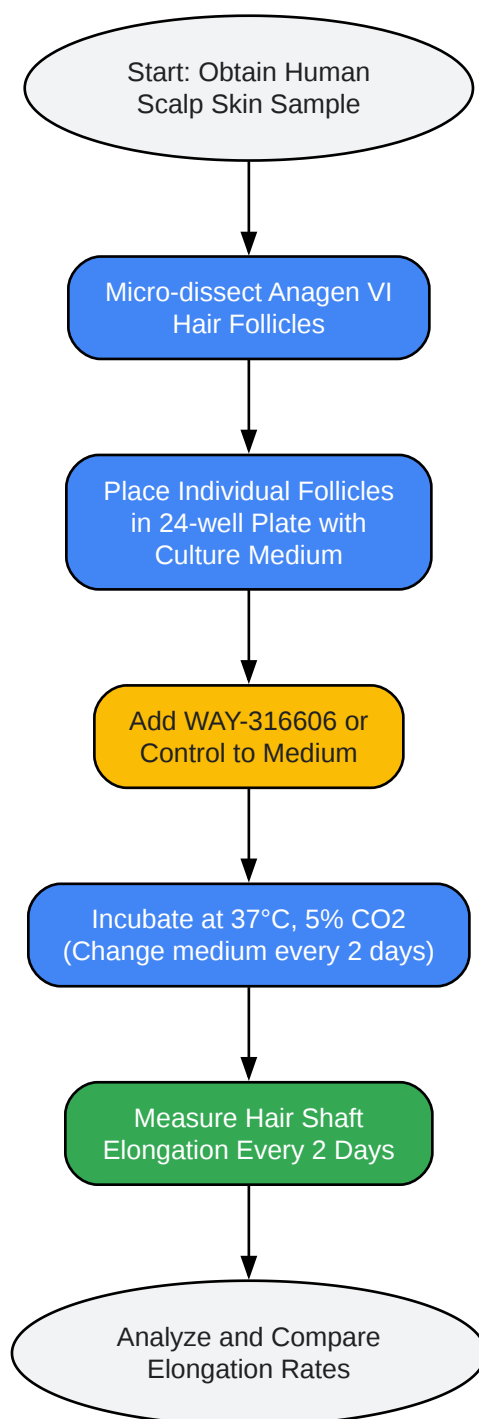 Start: Obtain Human
Scalp Skin Sample
Micro-dissect Anagen VI
Hair Follicles
Place Individual Follicles
in 24-well Plate with
Culture Medium
Add WAY-316606 or
Control to Medium
Incubate at 37°C, 5% CO2
(Change medium every 2 days)
Measure Hair Shaft
Elongation Every 2 Days
Analyze and Compare
Elongation Rates